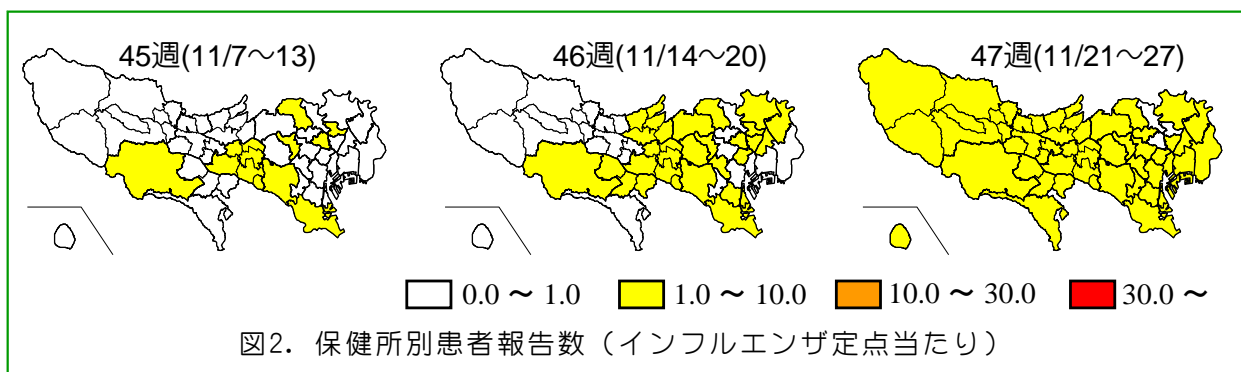 45週(11/7～13)
46週(11/14～20)
47週(11/21～27)
0.0 ～ 1.0
1.0 ～ 10.0
10.0 ～ 30.0
30.0 ～
図2. 保健所別患者報告数（インフルエンザ定点当たり）